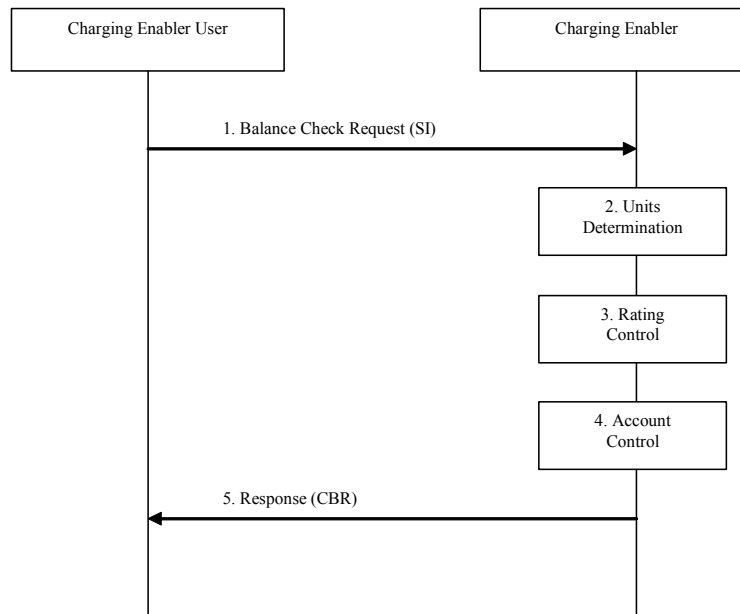 Charging Enabler User
Charging Enabler
1. Balance Check Request (SI)
2. Units
Determination
3. Rating
Control
4. Account
Control
5. Response (CBR)